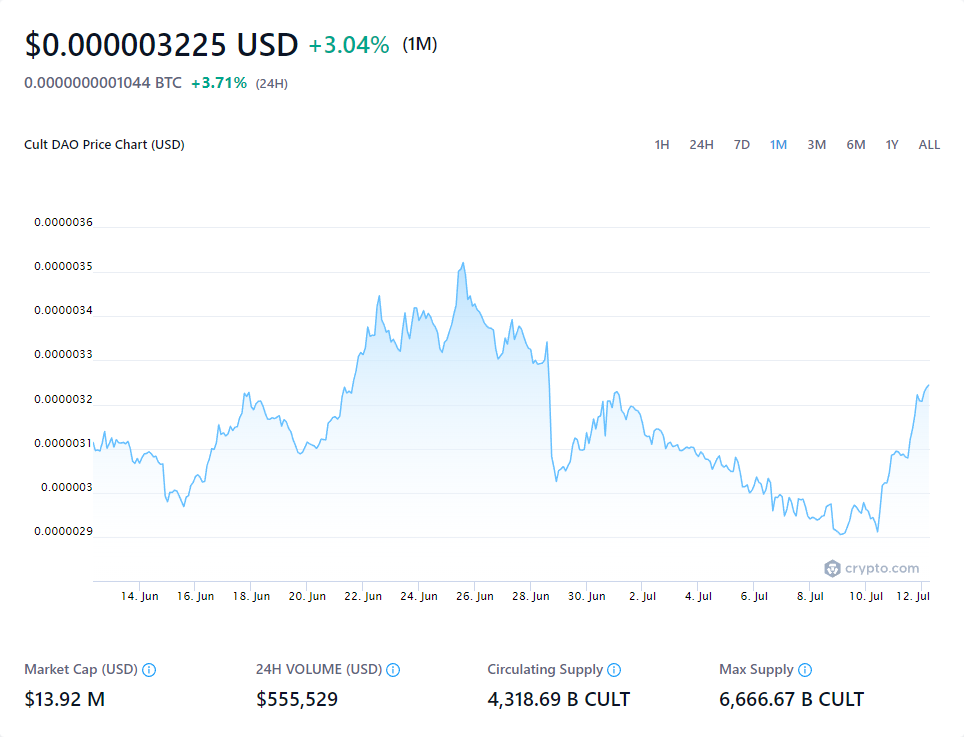 $0.000003225 USD +3.04% (1M)
0.0000000001044 BTC +3.71% (24H)
Cult DAO Price Chart (USD) 1H 24H 7D 1M 3M 6M 1Y ALL
0.0000036
0.0000035
0.0000034
0.0000033
0.0000032
0.0000031
0.000003
0.0000029
crypto.com
14. Jun 16. Jun 18. Jun 20. Jun 22. Jun 24. Jun 26. Jun 28. Jun 30. Jun 2. Jul 4. Jul 6. Jul 8. Jul 10. Jul 12. Jul
Market Cap (USD) 24H VOLUME (USD) Circulating Supply Max Supply
$13.92 M $555,529 4,318.69 B CULT 6,666.67 B CULT